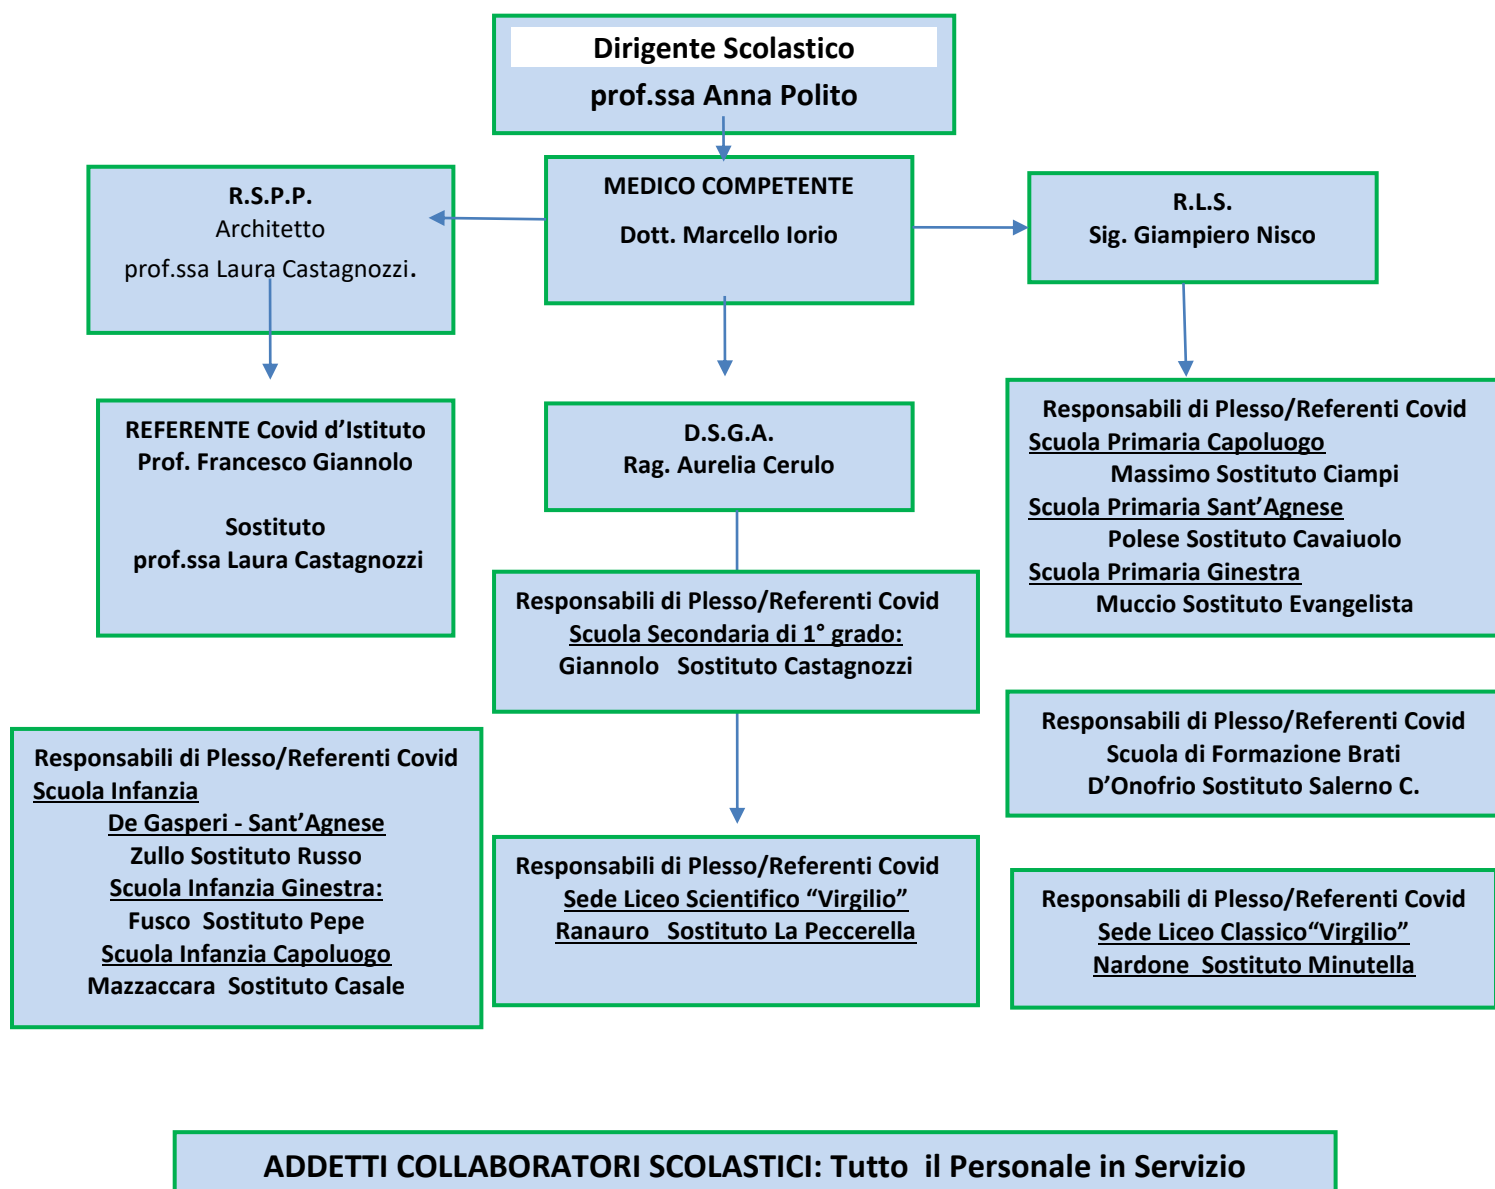 Dirigente Scolastico
prof.ssa Anna Polito
R.S.P.P.
Architetto
prof.ssa Laura Castagnozzi.
MEDICO COMPETENTE
Dott. Marcello Iorio
R.L.S.
Sig. Giampiero Nisco
REFERENTE Covid d’Istituto
Prof. Francesco Giannolo
Sostituto
prof.ssa Laura Castagnozzi
D.S.G.A.
Rag. Aurelia Cerulo
Responsabili di Plesso/Referenti Covid
Scuola Primaria Capoluogo
Massimo Sostituto Ciampi
Scuola Primaria Sant’Agnese
Polese Sostituto Cavaiuolo
Scuola Primaria Ginestra
Muccio Sostituto Evangelista
Responsabili di Plesso/Referenti Covid
Scuola Secondaria di 1° grado:
Giannolo Sostituto Castagnozzi
Responsabili di Plesso/Referenti Covid
Scuola di Formazione Brati
D’Onofrio Sostituto Salerno C.
Responsabili di Plesso/Referenti Covid
Scuola Infanzia
De Gasperi - Sant’Agnese
Zullo Sostituto Russo
Scuola Infanzia Ginestra:
Fusco Sostituto Pepe
Scuola Infanzia Capoluogo
Mazzaccara Sostituto Casale
Responsabili di Plesso/Referenti Covid
Sede Liceo Scientifico “Virgilio”
Ranauro Sostituto La Peccerella
Responsabili di Plesso/Referenti Covid
Sede Liceo Classico“Virgilio”
Nardone Sostituto Minutella
ADDETTI COLLABORATORI SCOLASTICI: Tutto il Personale in Servizio